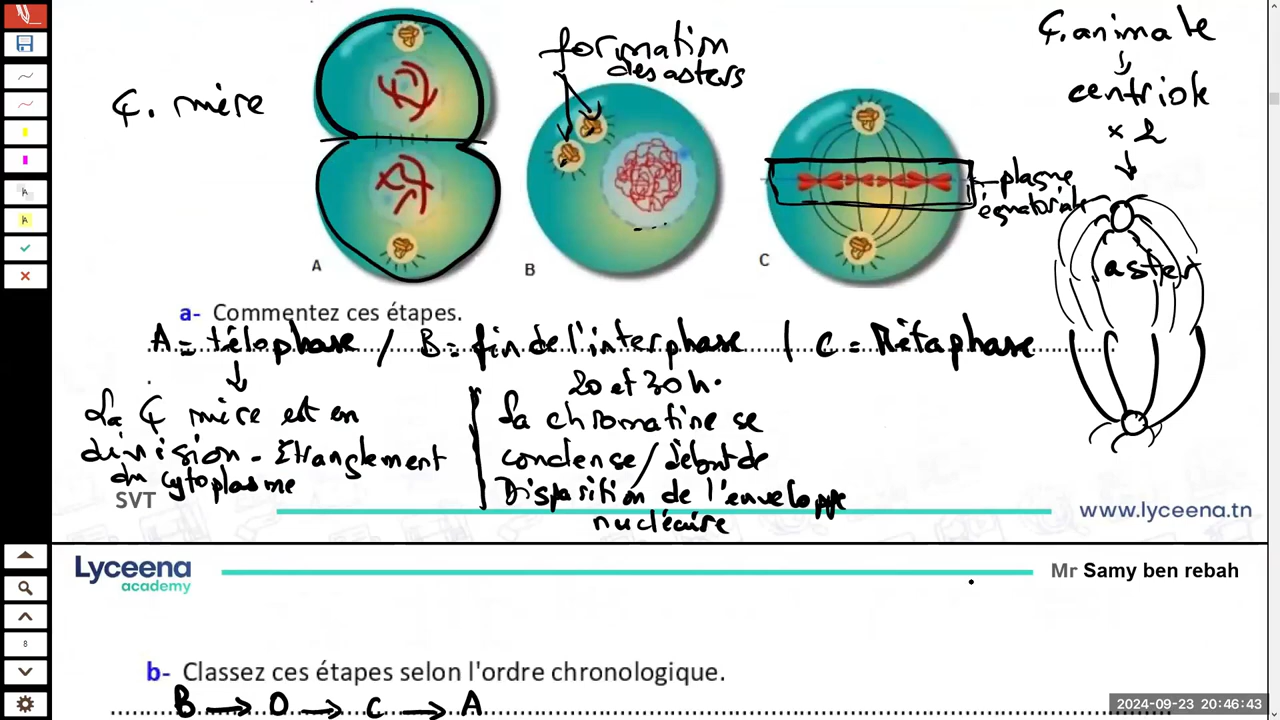 Ç. mère
formation
des asters
Ç. animale
centriole
× 2
plaque
équatoriale
aster
A
B
C
a- Commentez ces étapes.
A = télophase / B = fin de l'interphase | C = Métaphase
20 et 30 h.
La Ç mère est en
division - Etranglement
du cytoplasme
La chromatine se
condense / début de
Disparition de l'enveloppe
nucléaire
SVT
www.lyceena.tn
Lyceena
academy
Mr Samy ben rebah
8
b- Classez ces étapes selon l'ordre chronologique.
B → D → C → A
2024-09-23 20:46:43